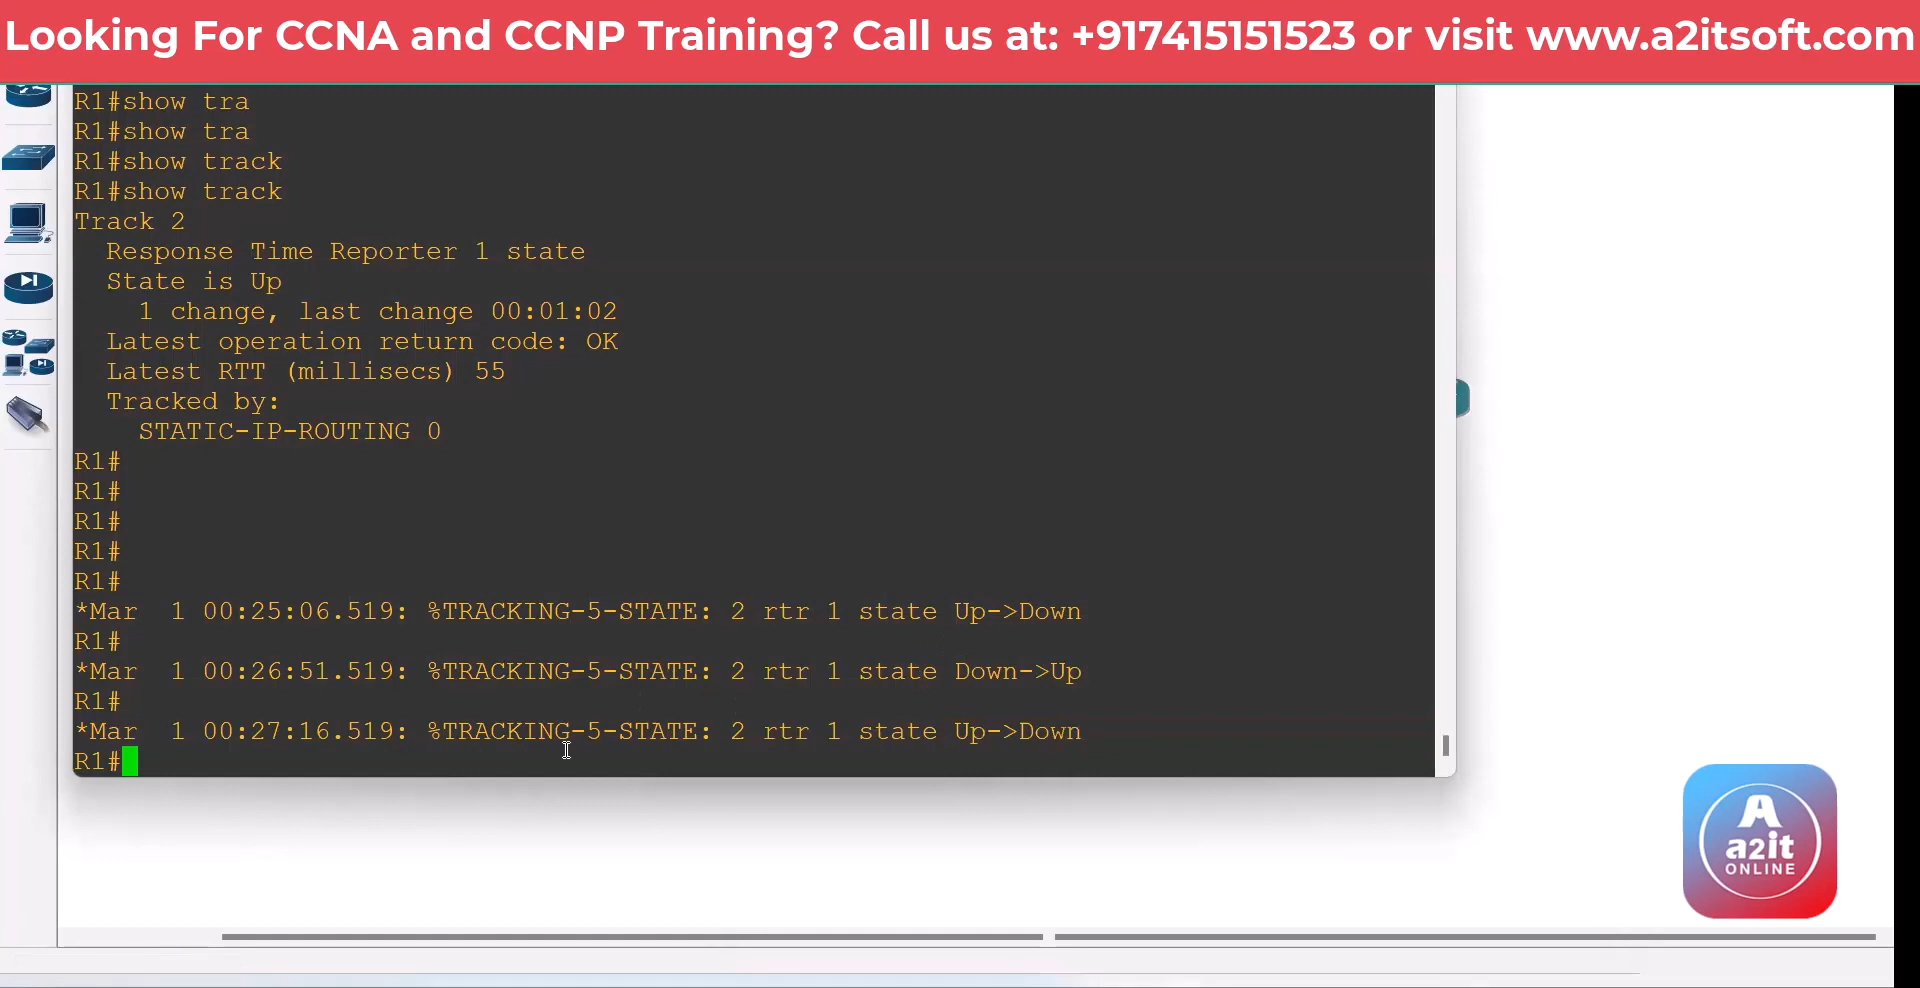 Looking For CCNA and CCNP Training? Call us at: +917415151523 or visit www.a2itsoft.com
R1#show tra
R1#show tra
R1#show track
R1#show track
Track 2
  Response Time Reporter 1 state
  State is Up
    1 change, last change 00:01:02
  Latest operation return code: OK
  Latest RTT (millisecs) 55
  Tracked by:
    STATIC-IP-ROUTING 0
R1#
R1#
R1#
R1#
R1#
*Mar  1 00:25:06.519: %TRACKING-5-STATE: 2 rtr 1 state Up->Down
R1#
*Mar  1 00:26:51.519: %TRACKING-5-STATE: 2 rtr 1 state Down->Up
R1#
*Mar  1 00:27:16.519: %TRACKING-5-STATE: 2 rtr 1 state Up->Down
R1#
A
a2it
ONLINE